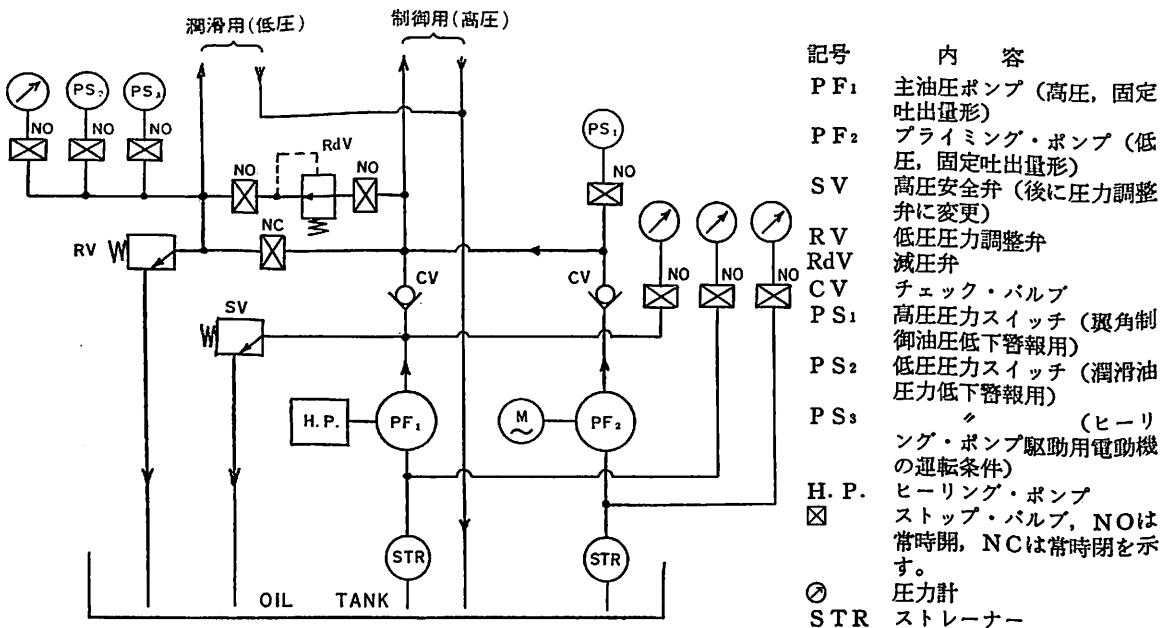 潤滑用(低圧)
制御用(高圧)
PS₂
PS₃
NO
NO
NO
NO
RdV
NO
PS₁
NO
RV
NC
CV
CV
NO
NO
NO
SV
H.P.
PF₁
M
PF₂
STR
STR
OIL TANK
記号 内容
PF₁ 主油圧ポンプ(高圧,固定
吐出量形)
PF₂ プライミング・ポンプ(低
圧,固定吐出量形)
SV 高圧安全弁(後に圧力調整
弁に変更)
RV 低圧圧力調整弁
RdV 減圧弁
CV チェック・バルブ
PS₁ 高圧圧力スイッチ(翼角制
御油圧低下警報用)
PS₂ 低圧圧力スイッチ(潤滑油
圧力低下警報用)
PS₃ 〃 (ヒーリ
ング・ポンプ駆動用電動機
の運転条件)
H.P. ヒーリング・ポンプ
ストップ・バルブ,NOは
常時開,NCは常時閉を示
す。
圧力計
STR ストレーナー